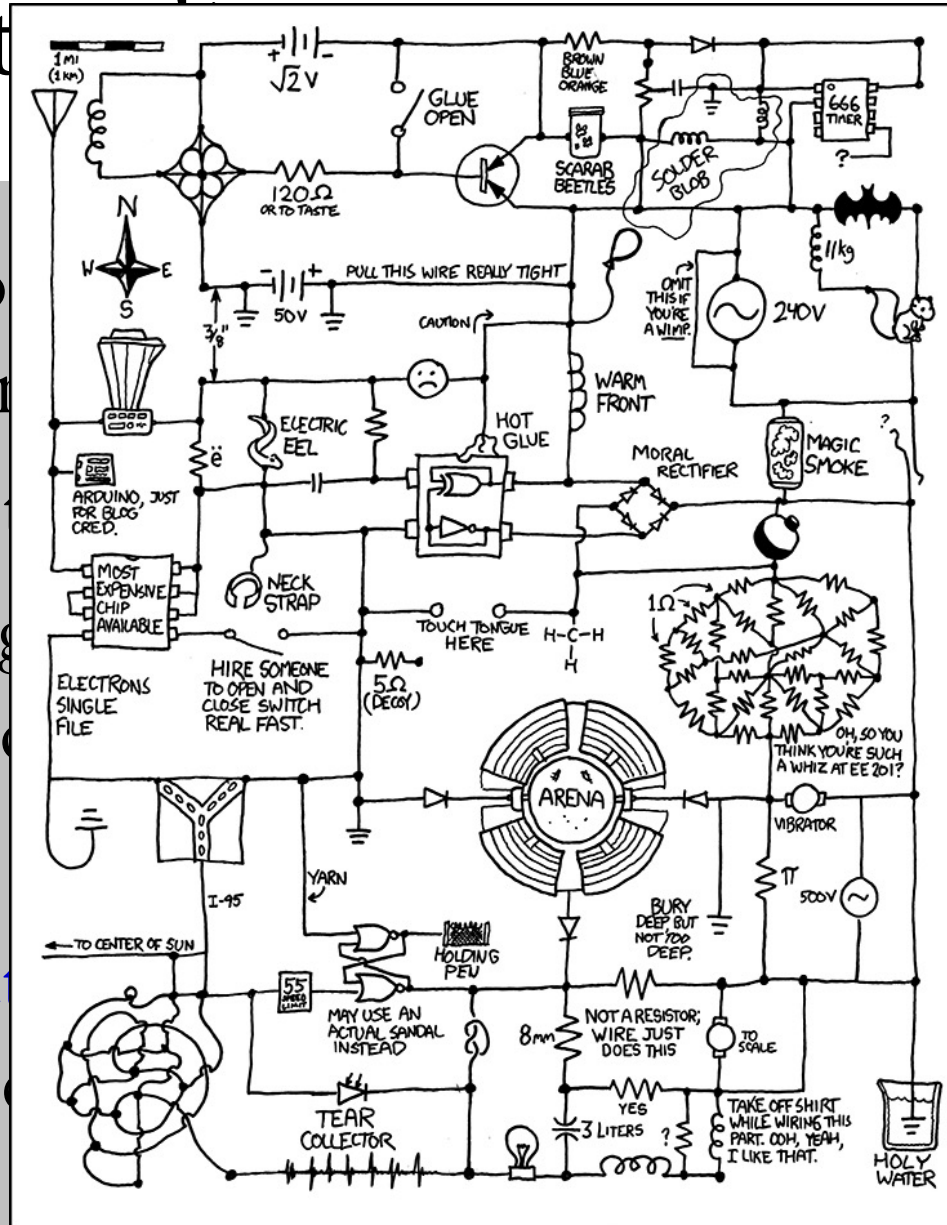 1 MI
(1 KM)
+ -
√2 V
GLUE
OPEN
BROWN
BLUE
ORANGE
666
TIMER
?
SCARAB
BEETLES
SOLDER
BLOB
120Ω
OR TO TASTE
N
W E
S
- +
50V
PULL THIS WIRE REALLY TIGHT
3/8"
CAUTION
OMIT
THIS IF
YOU'RE
A WIMP.
240V
11kg
WARM
FRONT
ELECTRIC
EEL
ë
HOT
GLUE
MORAL
RECTIFIER
MAGIC
SMOKE
?
ARDUINO, JUST
FOR BLOG
CRED.
MOST
EXPENSIVE
CHIP
AVAILABLE
NECK
STRAP
TOUCH TONGUE
HERE
H-C-H
H
1Ω
HIRE SOMEONE
TO OPEN AND
CLOSE SWITCH
REAL FAST.
5Ω
(DECOY)
ELECTRONS
SINGLE
FILE
OH, SO YOU
THINK YOU'RE SUCH
A WHIZ AT EE 201?
ARENA
VIBRATOR
π
500V
I-95
YARN
BURY
DEEP, BUT
NOT TOO
DEEP.
TO CENTER OF SUN
HOLDING
PEN
55
SPEED
LIMIT
MAY USE AN
ACTUAL SANDAL
INSTEAD
NOT A RESISTOR;
WIRE JUST
DOES THIS
8mm
TO
SCALE
TEAR
COLLECTOR
YES
3 LITERS
?
TAKE OFF SHIRT
WHILE WIRING THIS
PART. OOH, YEAH,
I LIKE THAT.
HOLY
WATER